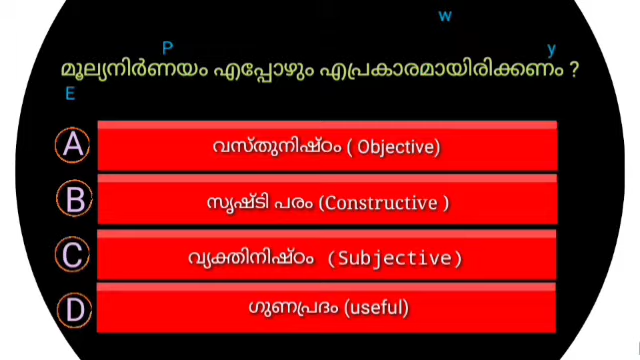 w
P
y
മൂല്യനിർണയം എപ്പോഴും എപ്രകാരമായിരിക്കണം ?
E
A വസ്തുനിഷ്ഠം ( Objective)
B സൃഷ്ടി പരം (Constructive )
C വ്യക്തിനിഷ്ഠം (Subjective)
D ഗുണപ്രദം (useful)